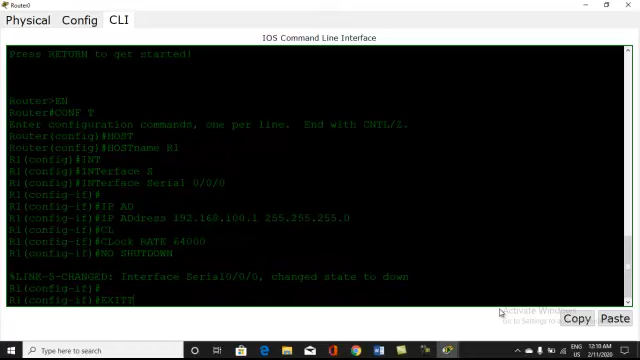 Router0
Physical Config CLI
IOS Command Line Interface
Press RETURN to get started!
Router>EN
Router#CONF T
Enter configuration commands, one per line. End with CNTL/Z.
Router(config)#HOST
Router(config)#HOSTname R1
R1(config)#INT
R1(config)#INTerface S
R1(config)#INTerface Serial 0/0/0
R1(config-if)#
R1(config-if)#IP AD
R1(config-if)#IP ADdress 192.168.100.1 255.255.255.0
R1(config-if)#CL
R1(config-if)#CLock RATE 64000
R1(config-if)#NO SHUTDOWN
%LINK-5-CHANGED: Interface Serial0/0/0, changed state to down
R1(config-if)#
R1(config-if)#EXITT
Activate Windows
Go to Settings to a
Copy Paste
Type here to search
ENG
US
12:10 AM
2/11/2020